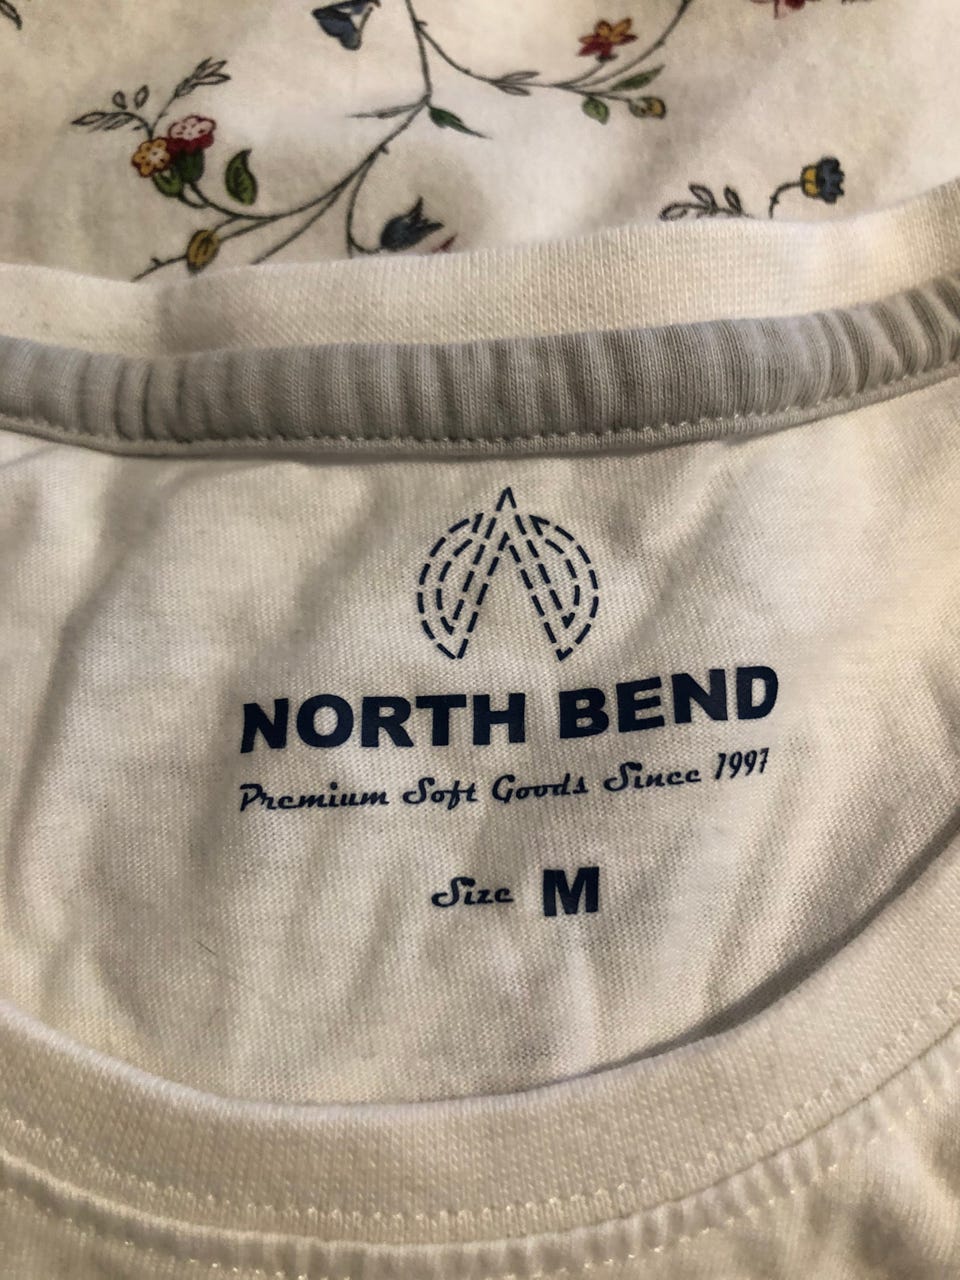 NORTH BEND
Premium Soft Goods Since 1997
Size M